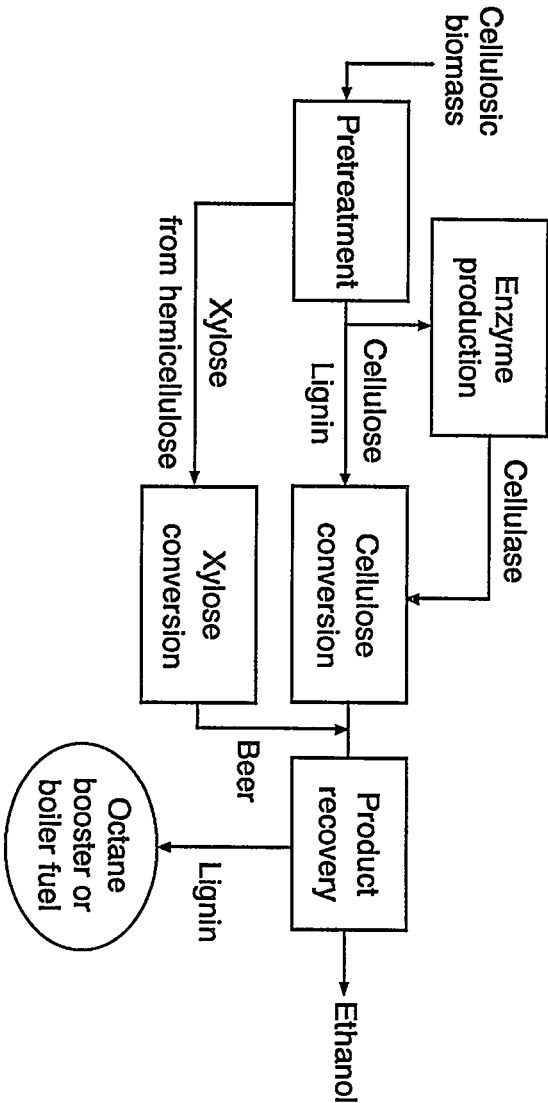 Cellulosic
biomass
Pretreatment
Enzyme
production
Cellulase
Cellulose
Lignin
Cellulose
conversion
Xylose
from hemicellulose
Xylose
conversion
Beer
Product
recovery
Ethanol
Lignin
Octane
booster or
boiler fuel